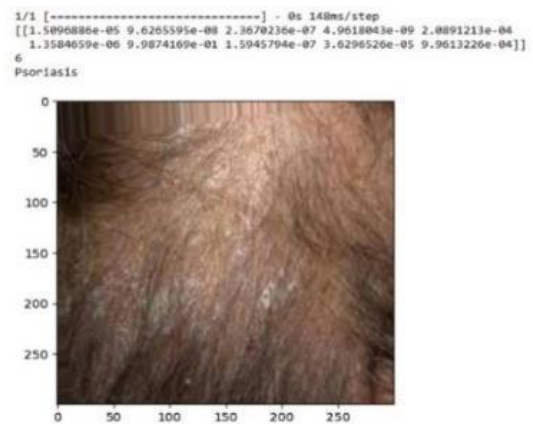 1/1 [==============================] - 0s 148ms/step
[[1.5096886e-05 9.6265595e-08 2.3670236e-07 4.9618043e-09 2.0891213e-04
1.3584659e-06 9.9874169e-01 1.5945794e-07 3.6296526e-05 9.9613226e-04]]
6
Psoriasis
0
50
100
150
200
250
0 50 100 150 200 250